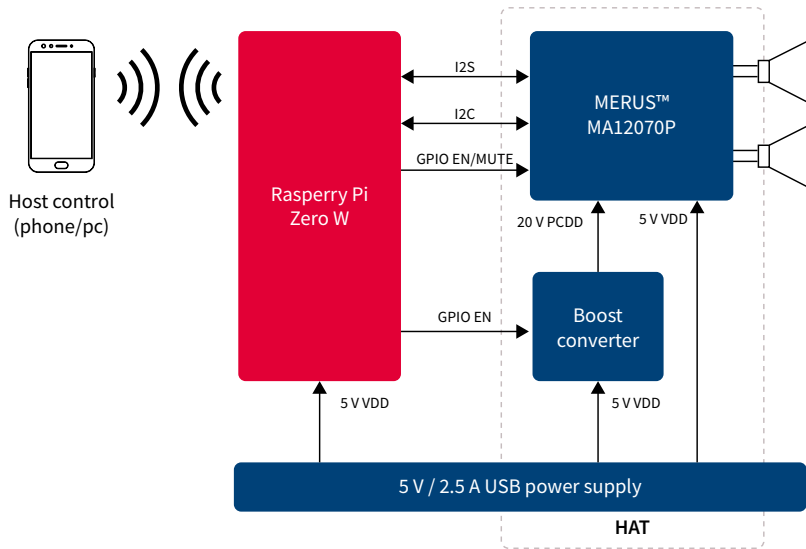 Host control
(phone/pc)
Rasperry Pi
Zero W
I2S
I2C
GPIO EN/MUTE
GPIO EN
MERUS™
MA12070P
20 V PCDD
5 V VDD
Boost
converter
5 V VDD
5 V VDD
5 V / 2.5 A USB power supply
HAT